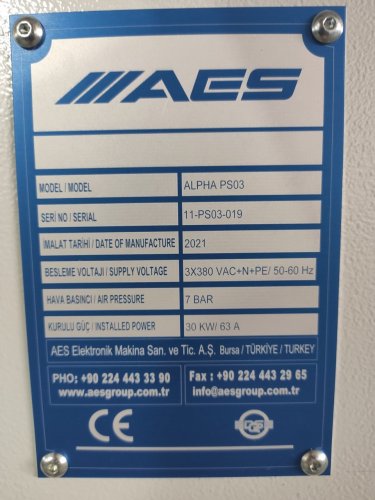 AES
MODEL / MODEL ALPHA PS03
SERİ NO / SERIAL 11-PS03-019
İMALAT TARİHİ / DATE OF MANUFACTURE 2021
BESLEME VOLTAJI / SUPPLY VOLTAGE 3X380 VAC+N+PE/ 50-60 Hz
HAVA BASINCI / AIR PRESSURE 7 BAR
KURULU GÜÇ / INSTALLED POWER 30 KW/ 63 A
AES Elektronik Makina San. ve Tic. A.Ş. Bursa / TÜRKİYE / TURKEY
PHO: +90 224 443 33 90 Fax : +90 224 443 29 65
www.aesgroup.com.tr info@aesgroup.com.tr
CE